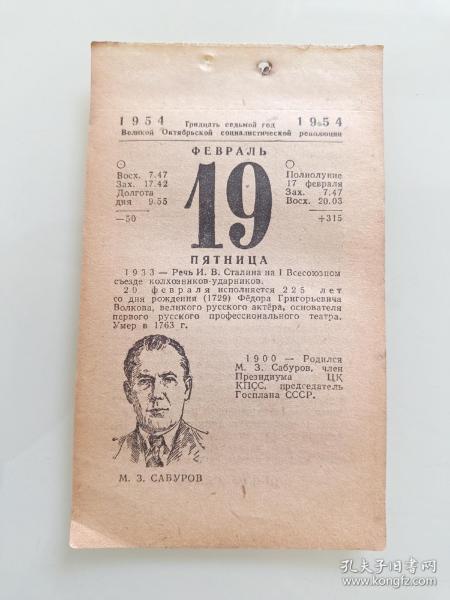 1954 Тридцать седьмой год 1954
Великой Октябрьской социалистической революции
ФЕВРАЛЬ
Восх. 7.47
Зах. 17.42
Долгота
дня 9.55
—50
19
Полнолуние
17 февраля
Зах. 7.47
Восх. 20.03
+315
ПЯТНИЦА
1933 — Речь И. В. Сталина на I Всесоюзном
съезде колхозников-ударников.
20 февраля исполняется 225 лет
со дня рождения (1729) Фёдора Григорьевича
Волкова, великого русского актёра, основателя
первого русского профессионального театра.
Умер в 1763 г.
1900 — Родился
М. З. Сабуров, член
Президиума ЦК
КПСС, председатель
Госплана СССР.
М. З. САБУРОВ
孔夫子旧书网
www.kongfz.com